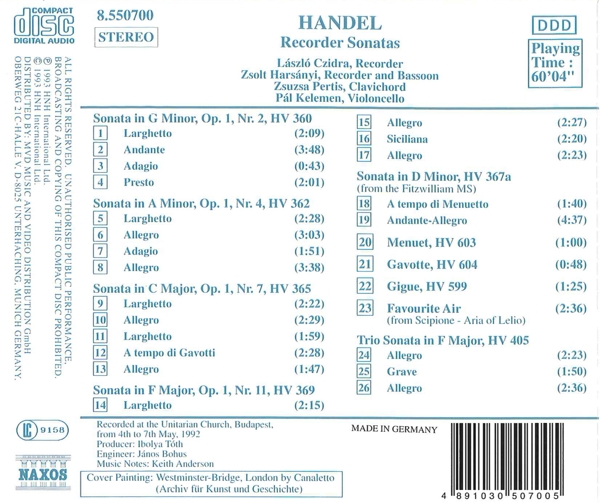 COMPACT
disc
DIGITAL AUDIO
8.550700
STEREO
HANDEL
Recorder Sonatas
László Czidra, Recorder
Zsolt Harsányi, Recorder and Bassoon
Zsuzsa Pertis, Clavichord
Pál Kelemen, Violoncello
DDD
Playing
Time :
60'04"
ALL RIGHTS RESERVED. UNAUTHORISED PUBLIC PERFORMANCE,
BROADCASTING AND COPYING OF THIS COMPACT DISC PROHIBITED.
℗ 1993 HNH International Ltd.
© 1993 HNH International Ltd.
DISTRIBUTED BY: MVD MUSIC AND VIDEO DISTRIBUTION GmbH
OBERWEG 21C-HALLE V, D-8025 UNTERHACHING, MUNICH GERMANY.
Sonata in G Minor, Op. 1, Nr. 2, HV 360
1 Larghetto (2:09)
2 Andante (3:48)
3 Adagio (0:43)
4 Presto (2:01)
Sonata in A Minor, Op. 1, Nr. 4, HV 362
5 Larghetto (2:28)
6 Allegro (3:03)
7 Adagio (1:51)
8 Allegro (3:38)
Sonata in C Major, Op. 1, Nr. 7, HV 365
9 Larghetto (2:22)
10 Allegro (2:29)
11 Larghetto (1:59)
12 A tempo di Gavotti (2:28)
13 Allegro (1:47)
Sonata in F Major, Op. 1, Nr. 11, HV 369
14 Larghetto (2:15)
15 Allegro (2:27)
16 Siciliana (2:20)
17 Allegro (2:23)
Sonata in D Minor, HV 367a
(from the Fitzwilliam MS)
18 A tempo di Menuetto (1:40)
19 Andante-Allegro (4:37)
20 Menuet, HV 603 (1:00)
21 Gavotte, HV 604 (0:48)
22 Gigue, HV 599 (1:25)
23 Favourite Air (2:36)
(from Scipione - Aria of Lelio)
Trio Sonata in F Major, HV 405
24 Allegro (2:23)
25 Grave (1:50)
26 Allegro (2:36)
LC 9158
NAXOS
Recorded at the Unitarian Church, Budapest,
from 4th to 7th May, 1992
Producer: Ibolya Tóth
Engineer: János Bohus
Music Notes: Keith Anderson
Cover Painting: Westminster-Bridge, London by Canaletto
(Archiv für Kunst und Geschichte)
MADE IN GERMANY
4 891030 507005